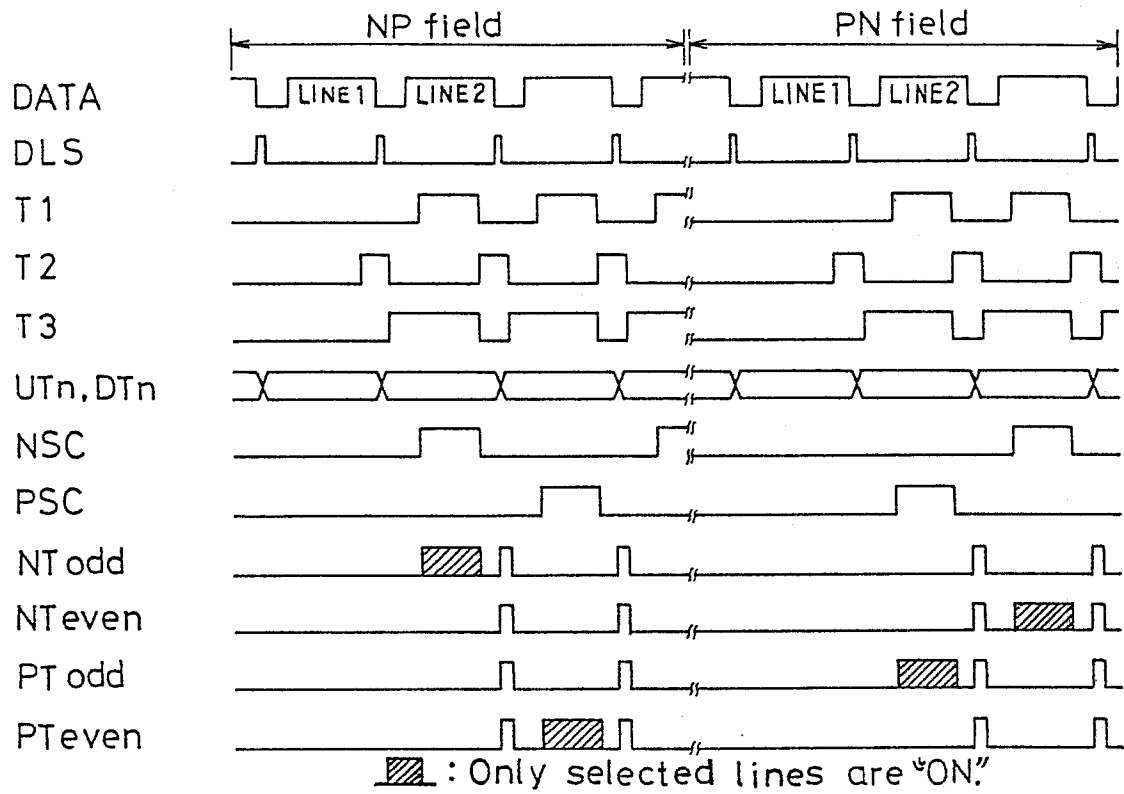 NP field PN field
DATA LINE1 LINE2 LINE1 LINE2
DLS
T1
T2
T3
UTn, DTn
NSC
PSC
NT odd
NT even
PT odd
PT even
: Only selected lines are "ON."